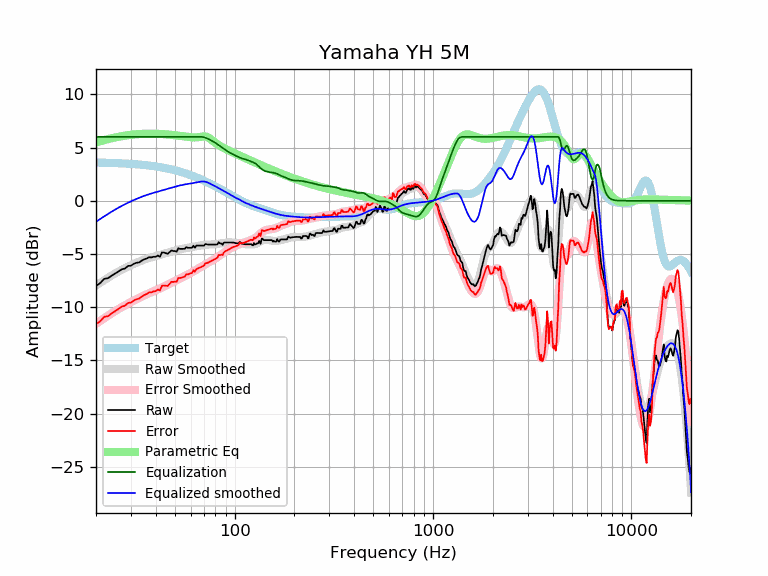 Yamaha YH 5M
Amplitude (dBr)
10
5
0
−5
−10
−15
−20
−25
Target
Raw Smoothed
Error Smoothed
Raw
Error
Parametric Eq
Equalization
Equalized smoothed
100 1000 10000
Frequency (Hz)